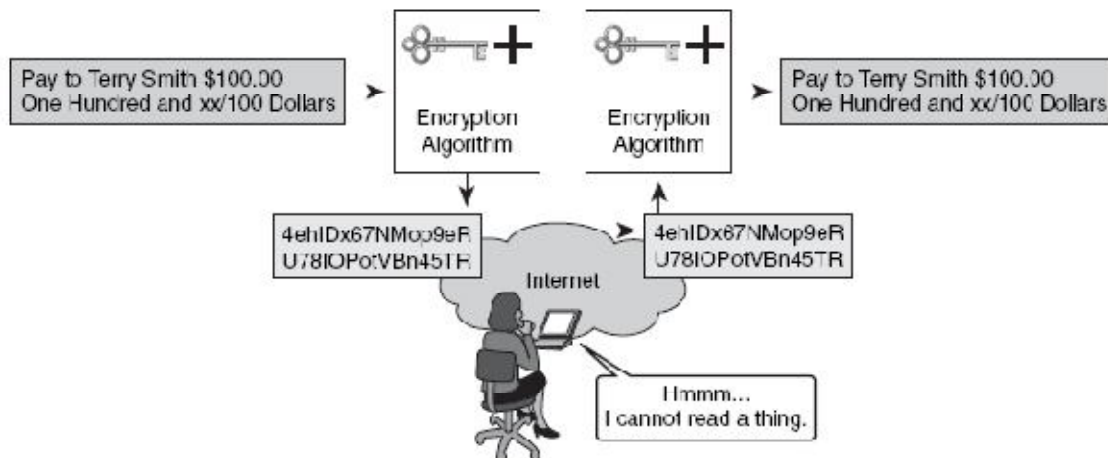 Pay to Terry Smith $100.00
One Hundred and xx/100 Dollars
Encryption
Algorithm
Encryption
Algorithm
Pay to Terry Smith $100.00
One Hundred and xx/100 Dollars
4ehIDx67NMop9eR
U78IOPotVBn45TR
Internet
4ehIDx67NMop9eR
U78IOPotVBn45TR
Hmmm...
I cannot read a thing.